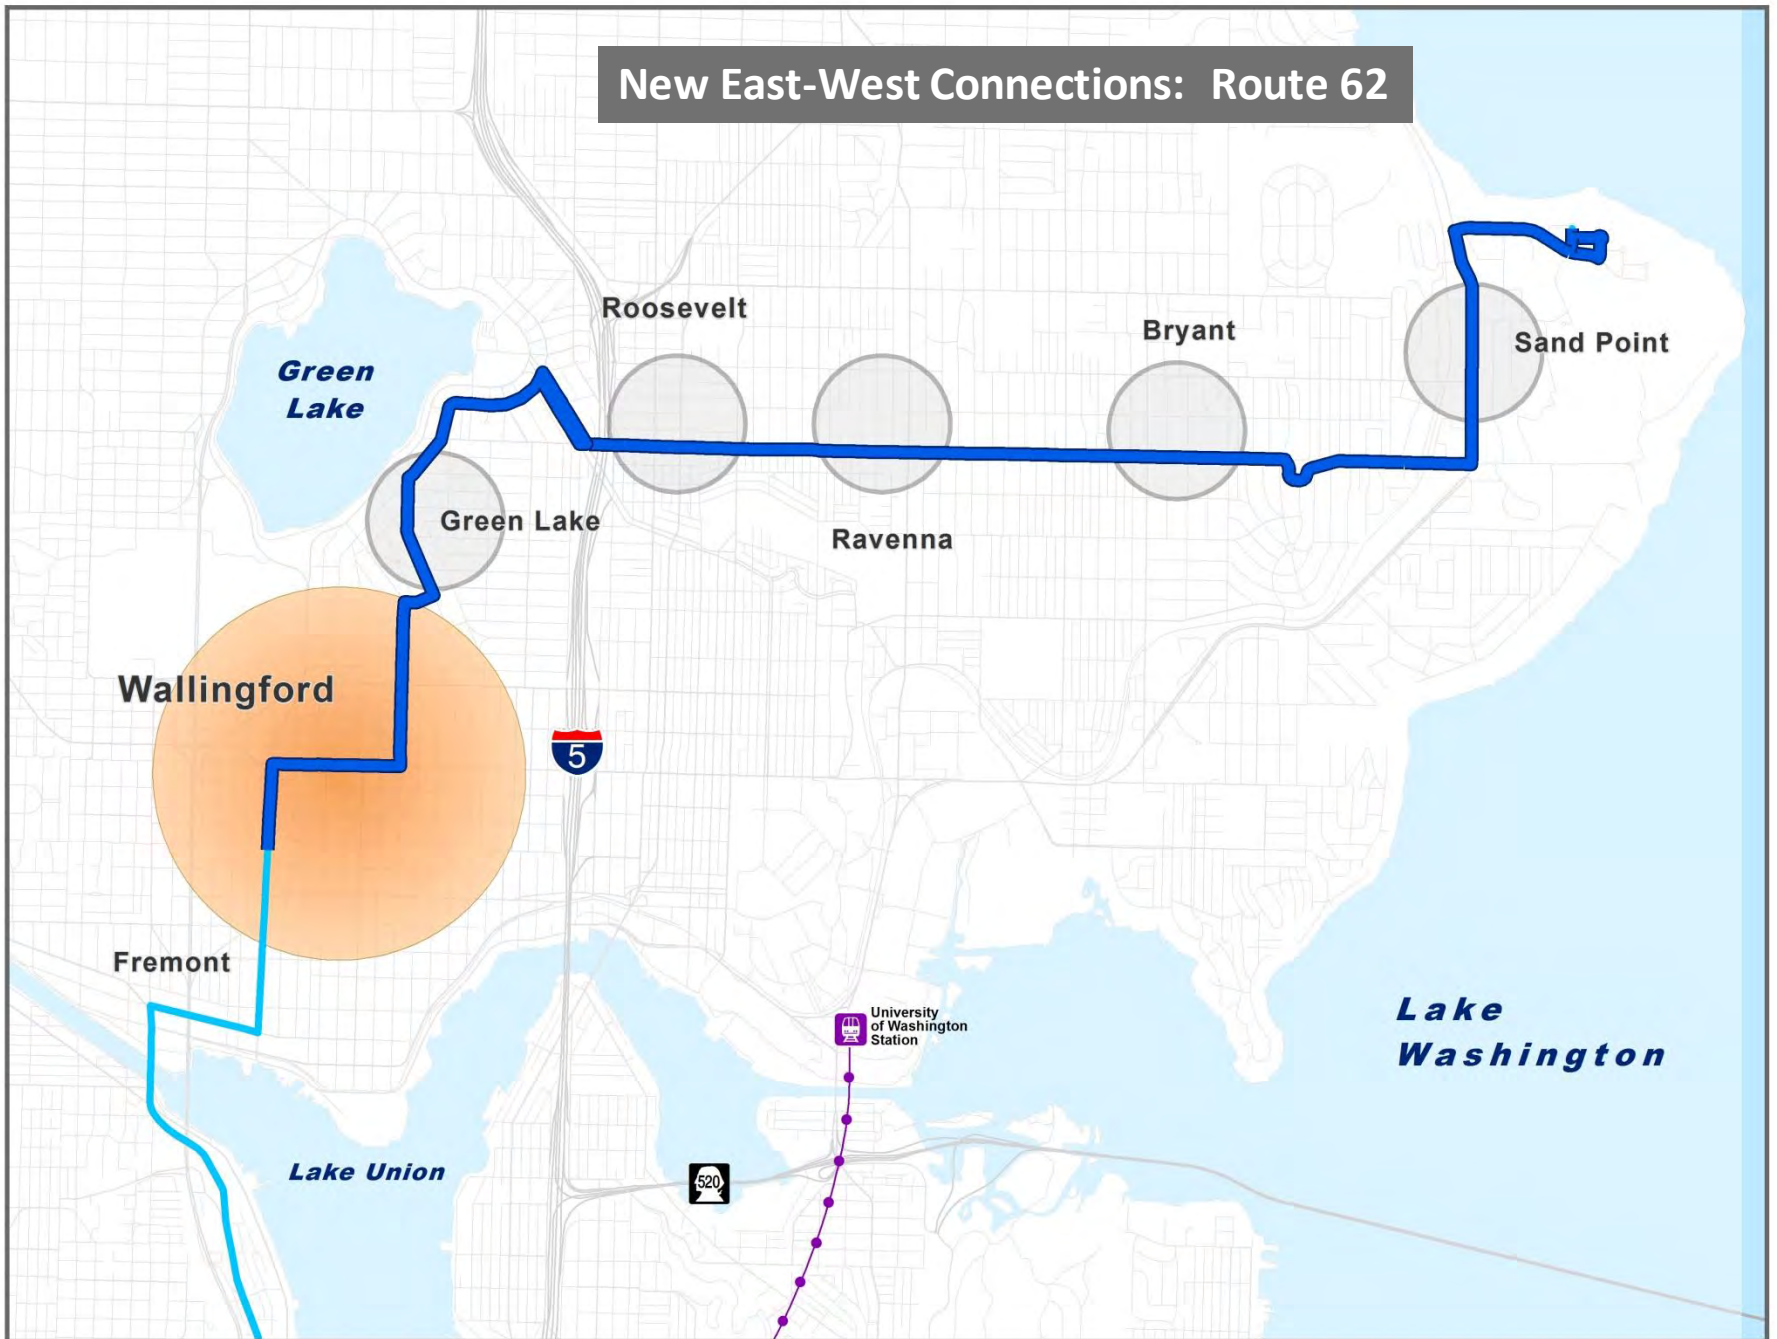 New East-West Connections: Route 62
Roosevelt
Bryant
Sand Point
Green
Lake
Green Lake
Ravenna
Wallingford
5
Fremont
University
of Washington
Station
Lake
Washington
Lake Union
520